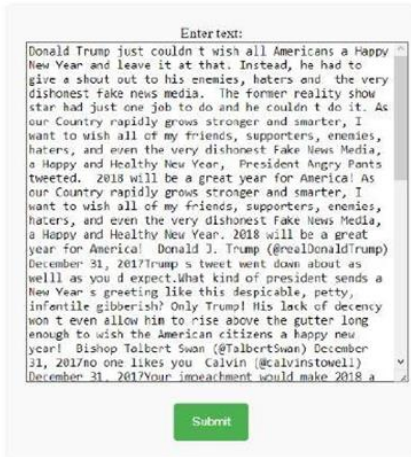 Enter text:
Donald Trump just couldn t wish all Americans a Happy
New Year and leave it at that. Instead, he had to
give a shout out to his enemies, haters and  the very
dishonest fake news media.  The former reality show
star had just one job to do and he couldn t do it. As
our Country rapidly grows stronger and smarter, I
want to wish all of my friends, supporters, enemies,
haters, and even the very dishonest Fake News Media,
a Happy and Healthy New Year,  President Angry Pants
tweeted.  2018 will be a great year for America! As
our Country rapidly grows stronger and smarter, I
want to wish all of my friends, supporters, enemies,
haters, and even the very dishonest Fake News Media,
a Happy and Healthy New Year. 2018 will be a great
year for America!  Donald J. Trump (@realDonaldTrump)
December 31, 2017Trump s tweet went down about as
welll as you d expect.What kind of president sends a
New Year s greeting like this despicable, petty,
infantile gibberish? Only Trump! His lack of decency
won t even allow him to rise above the gutter long
enough to wish the American citizens a happy new
year!  Bishop Talbert Swan (@TalbertSwan) December
31, 2017no one likes you  Calvin (@calvinstowell)
December 31, 2017Your impeachment would make 2018 a
Submit